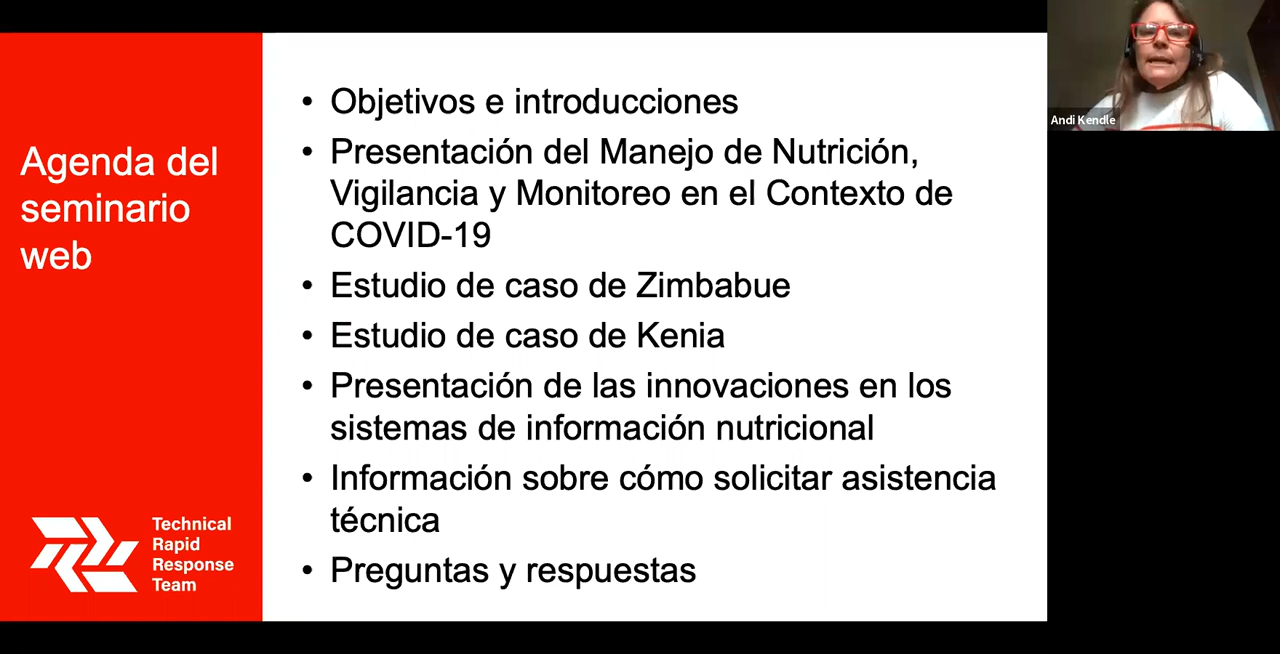 Agenda del
seminario
web
Technical
Rapid
Response
Team
• Objetivos e introducciones
• Presentación del Manejo de Nutrición,
Vigilancia y Monitoreo en el Contexto de
COVID-19
• Estudio de caso de Zimbabue
• Estudio de caso de Kenia
• Presentación de las innovaciones en los
sistemas de información nutricional
• Información sobre cómo solicitar asistencia
técnica
• Preguntas y respuestas
Andi Kendle